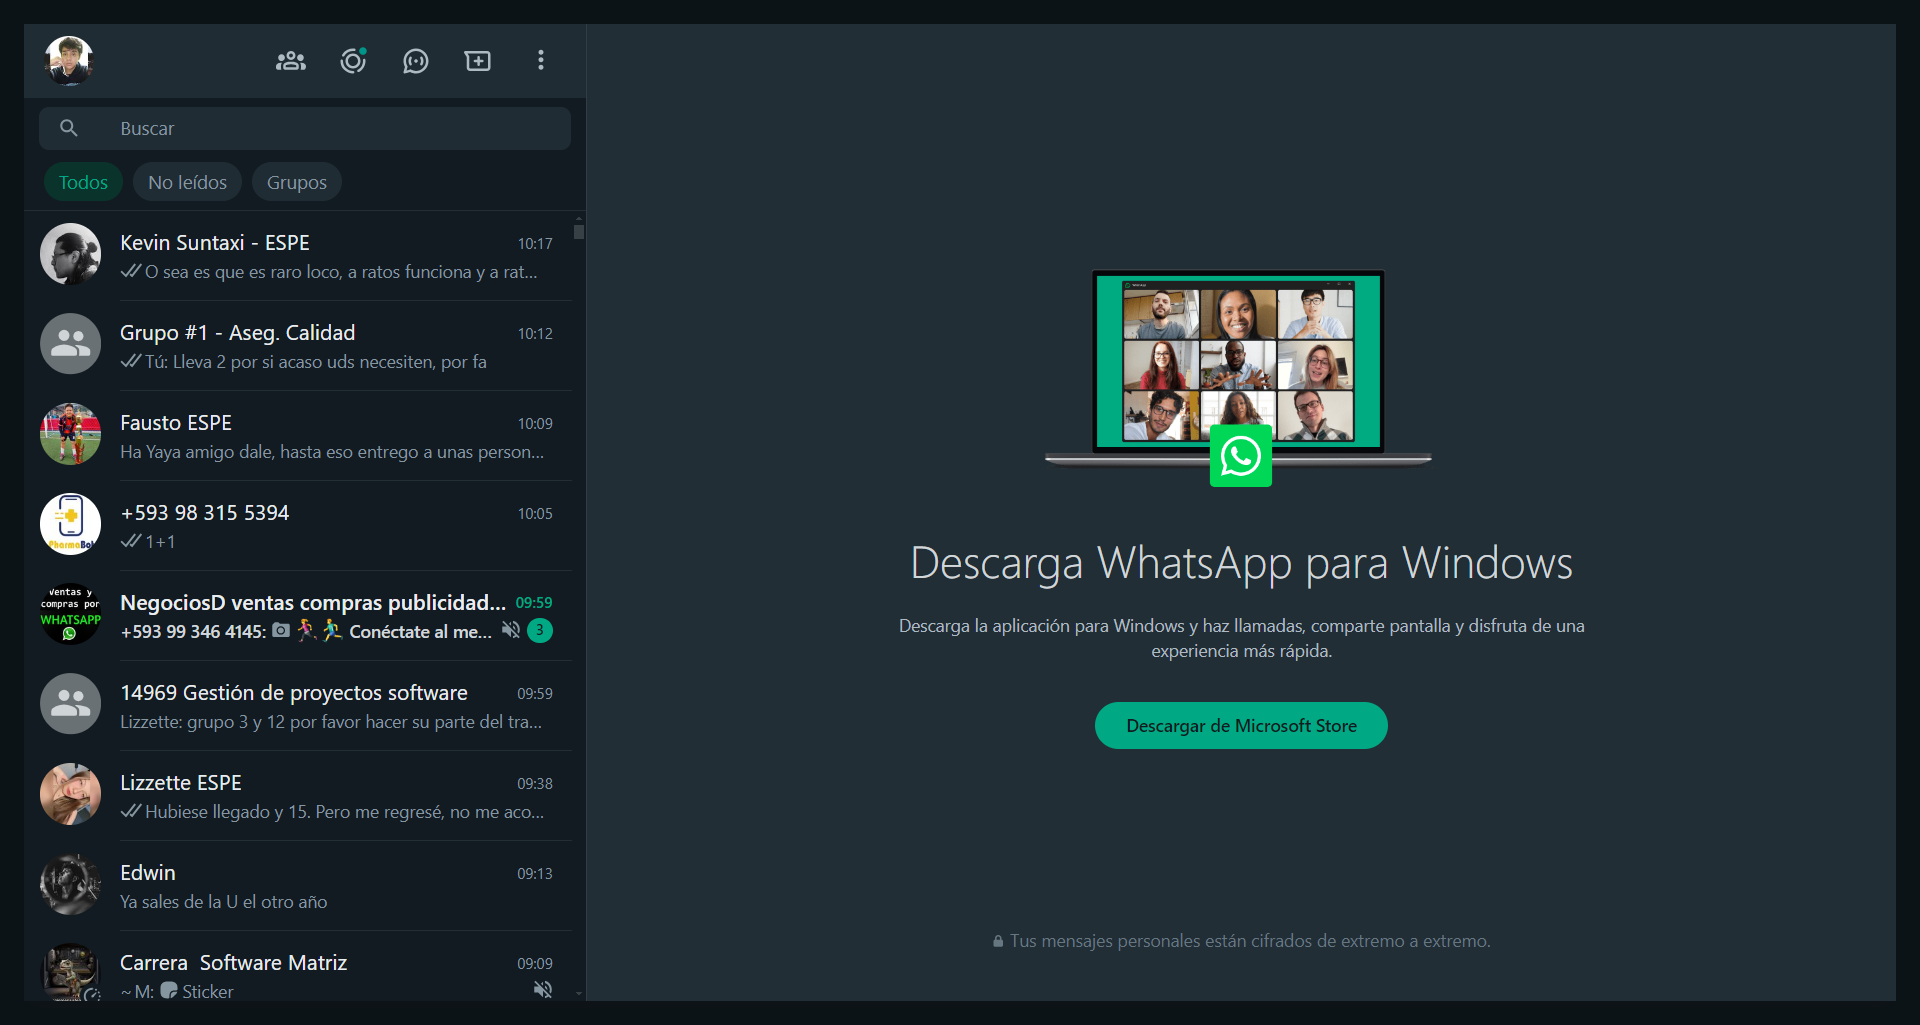 Buscar
Todos
No leídos
Grupos
Kevin Suntaxi - ESPE
10:17
O sea es que es raro loco, a ratos funciona y a rat...
Grupo #1 - Aseg. Calidad
10:12
Tú: Lleva 2 por si acaso uds necesiten, por fa
Fausto ESPE
10:09
Ha Yaya amigo dale, hasta eso entrego a unas person...
PharmaBot
+593 98 315 5394
10:05
1+1
Ventas y
compras por
WHATSAPP
NegociosD ventas compras publicidad...
09:59
+593 99 346 4145: 📷 🏃‍♀️🏃‍♂️ Conéctate al me...
3
14969 Gestión de proyectos software
09:59
Lizzette: grupo 3 y 12 por favor hacer su parte del tra...
Lizzette ESPE
09:38
Hubiese llegado y 15. Pero me regresé, no me aco...
Edwin
09:13
Ya sales de la U el otro año
Carrera  Software Matriz
09:09
~ M: Sticker
WhatsApp
Descarga WhatsApp para Windows
Descarga la aplicación para Windows y haz llamadas, comparte pantalla y disfruta de una
experiencia más rápida.
Descargar de Microsoft Store
Tus mensajes personales están cifrados de extremo a extremo.